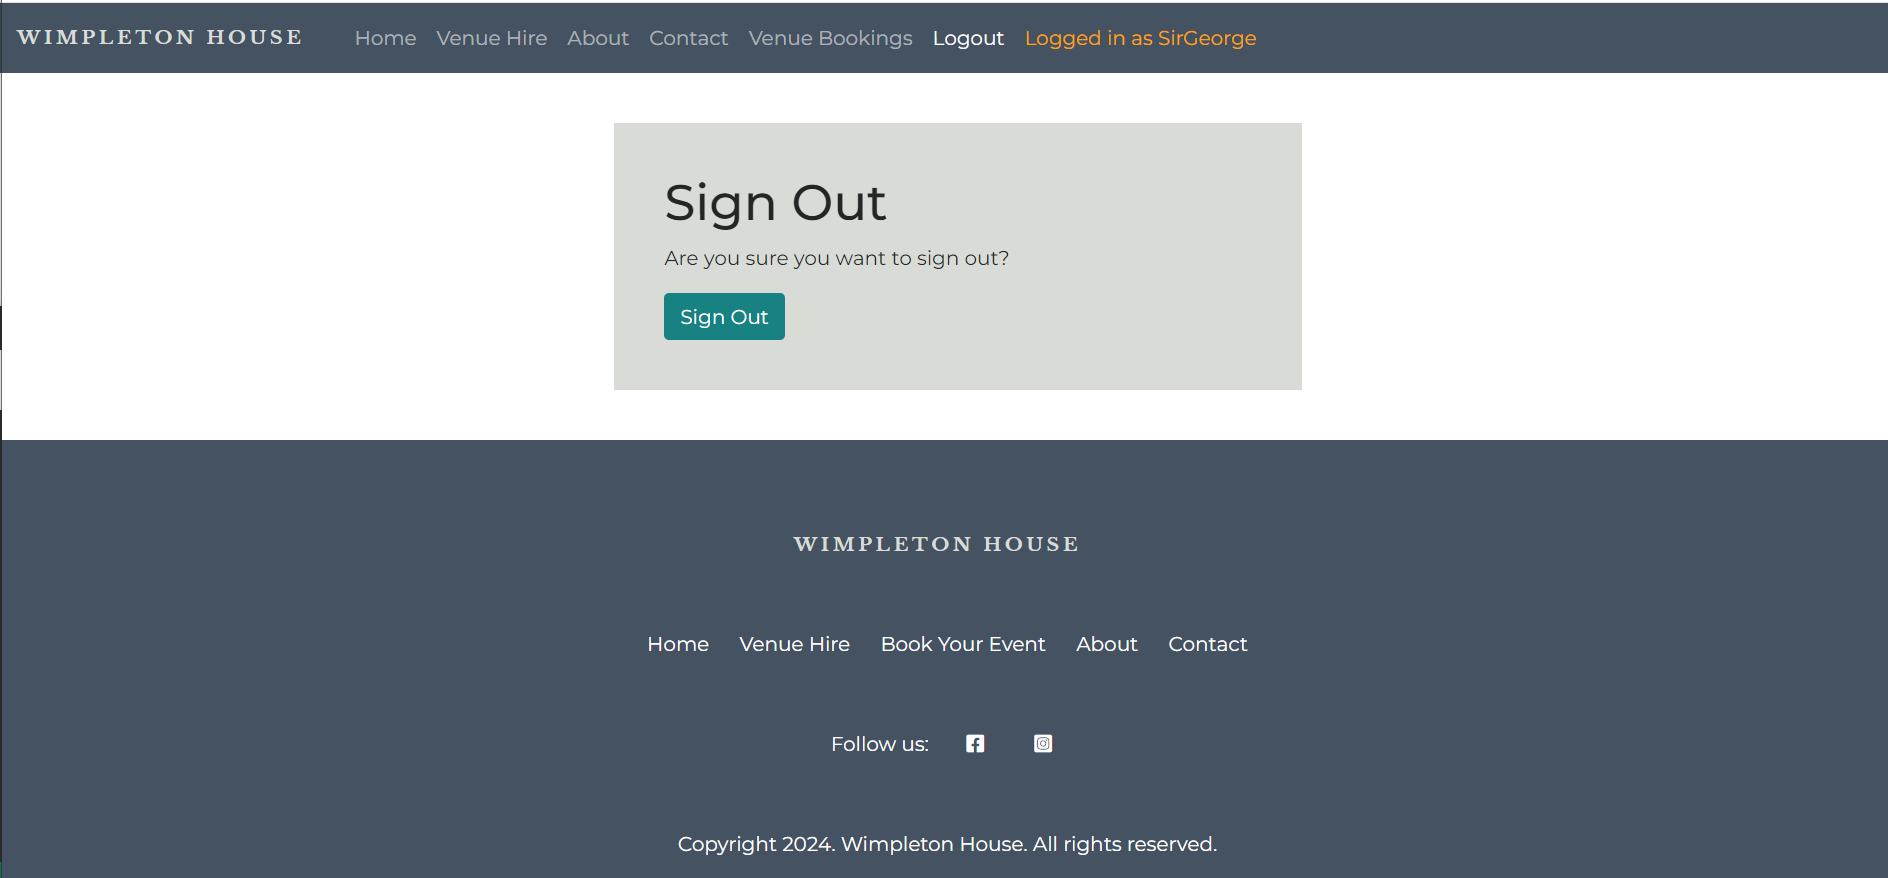 WIMPLETON HOUSE Home Venue Hire About Contact Venue Bookings Logout Logged in as SirGeorge
Sign Out
Are you sure you want to sign out?
Sign Out
WIMPLETON HOUSE
Home Venue Hire Book Your Event About Contact
Follow us:
Copyright 2024. Wimpleton House. All rights reserved.